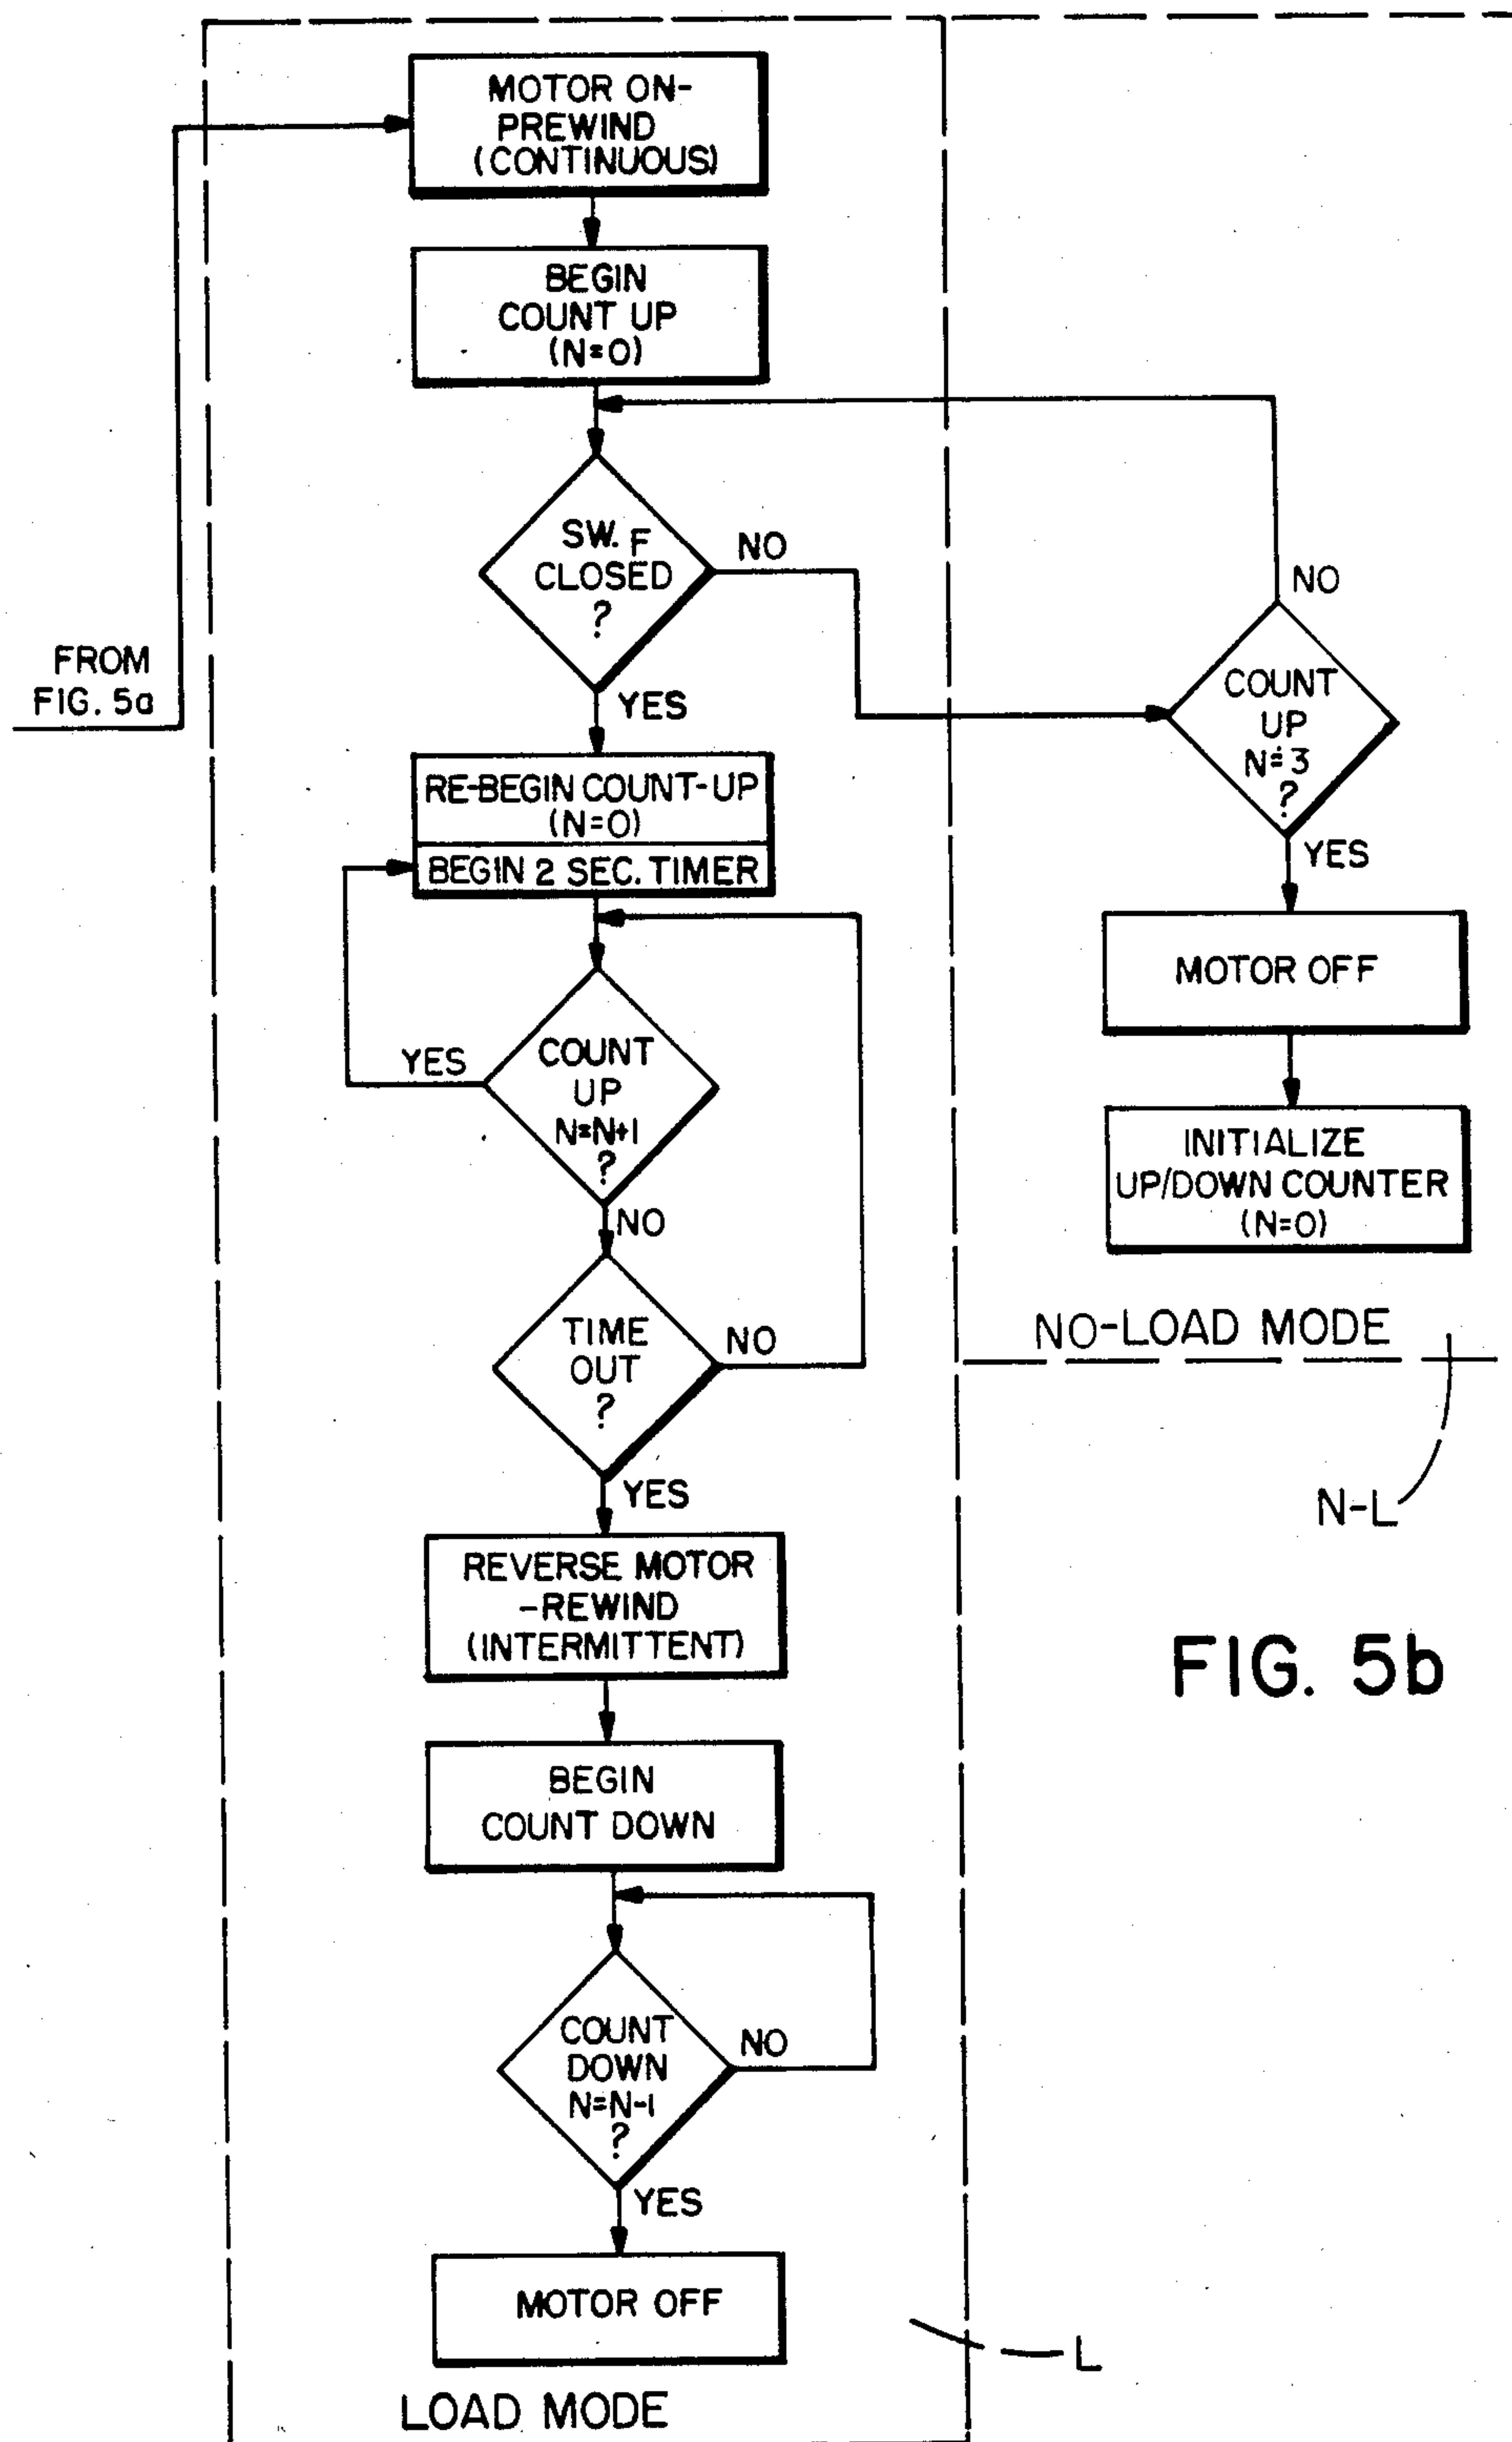 MOTOR ON-
PREWIND
(CONTINUOUS)
BEGIN
COUNT UP
(N=0)
SW. F
CLOSED
?
NO
YES
FROM
FIG. 5a
RE-BEGIN COUNT-UP
(N=0)
BEGIN 2 SEC. TIMER
COUNT
UP
N=N+1
?
YES
NO
TIME
OUT
?
NO
YES
REVERSE MOTOR
-REWIND
(INTERMITTENT)
BEGIN
COUNT DOWN
COUNT
DOWN
N=N-1
?
NO
YES
MOTOR OFF
LOAD MODE
L
NO
COUNT
UP
N=3
?
YES
MOTOR OFF
INITIALIZE
UP/DOWN COUNTER
(N=0)
NO-LOAD MODE
N-L
FIG. 5b